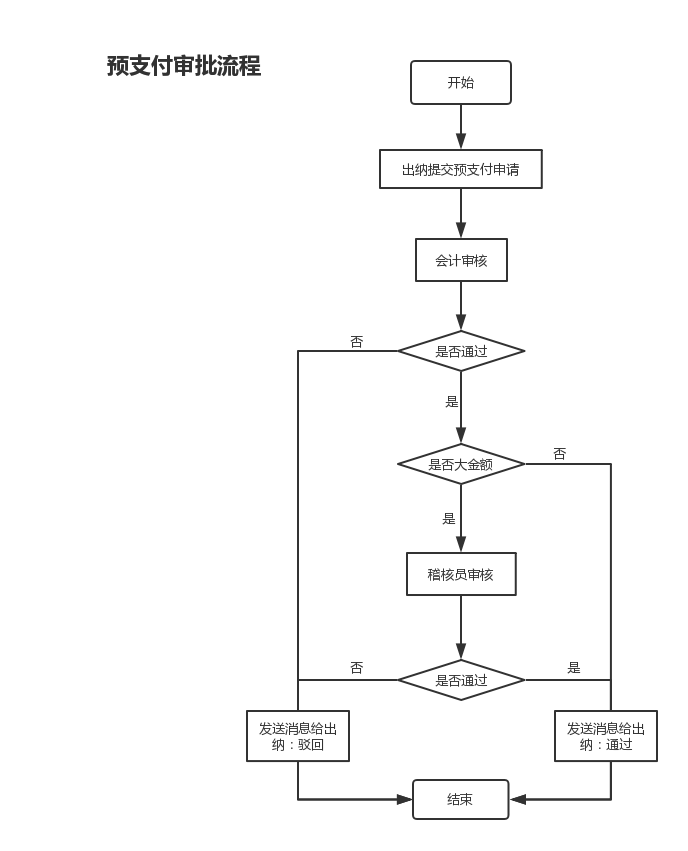 预支付审批流程
开始
出纳提交预支付申请
会计审核
否
是否通过
是
否
是否大金额
是
稽核员审核
否
是
是否通过
发送消息给出
纳：驳回
发送消息给出
纳：通过
结束